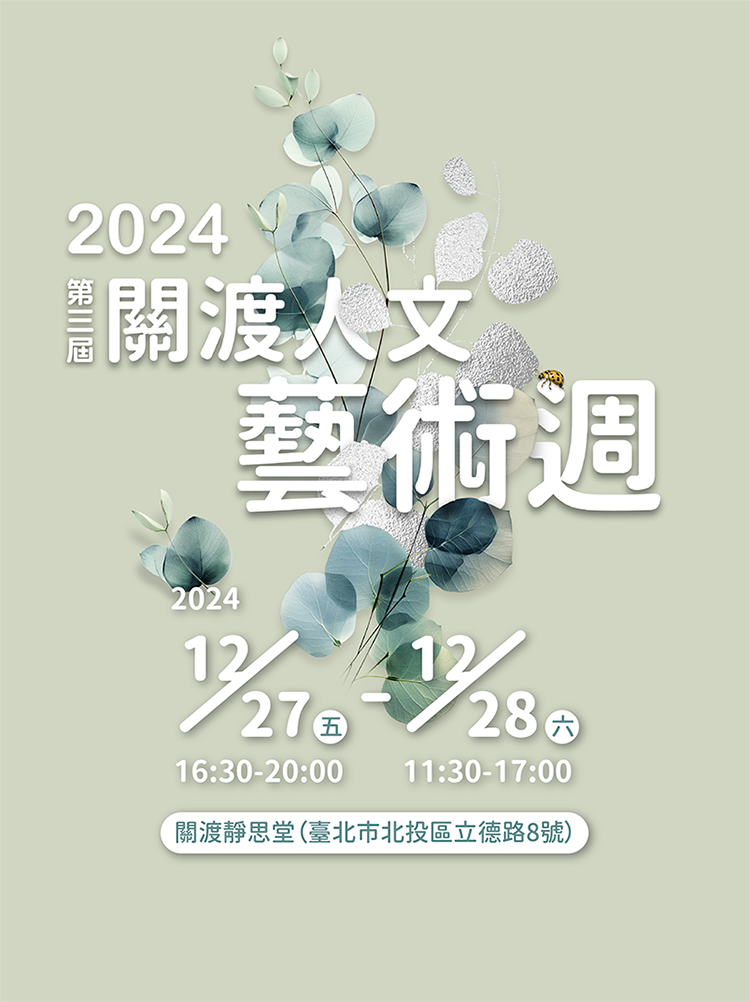 2024
第三屆
關渡人文
藝術週
2024
12/27 五 - 12/28 六
16:30-20:00 11:30-17:00
關渡靜思堂(臺北市北投區立德路8號)